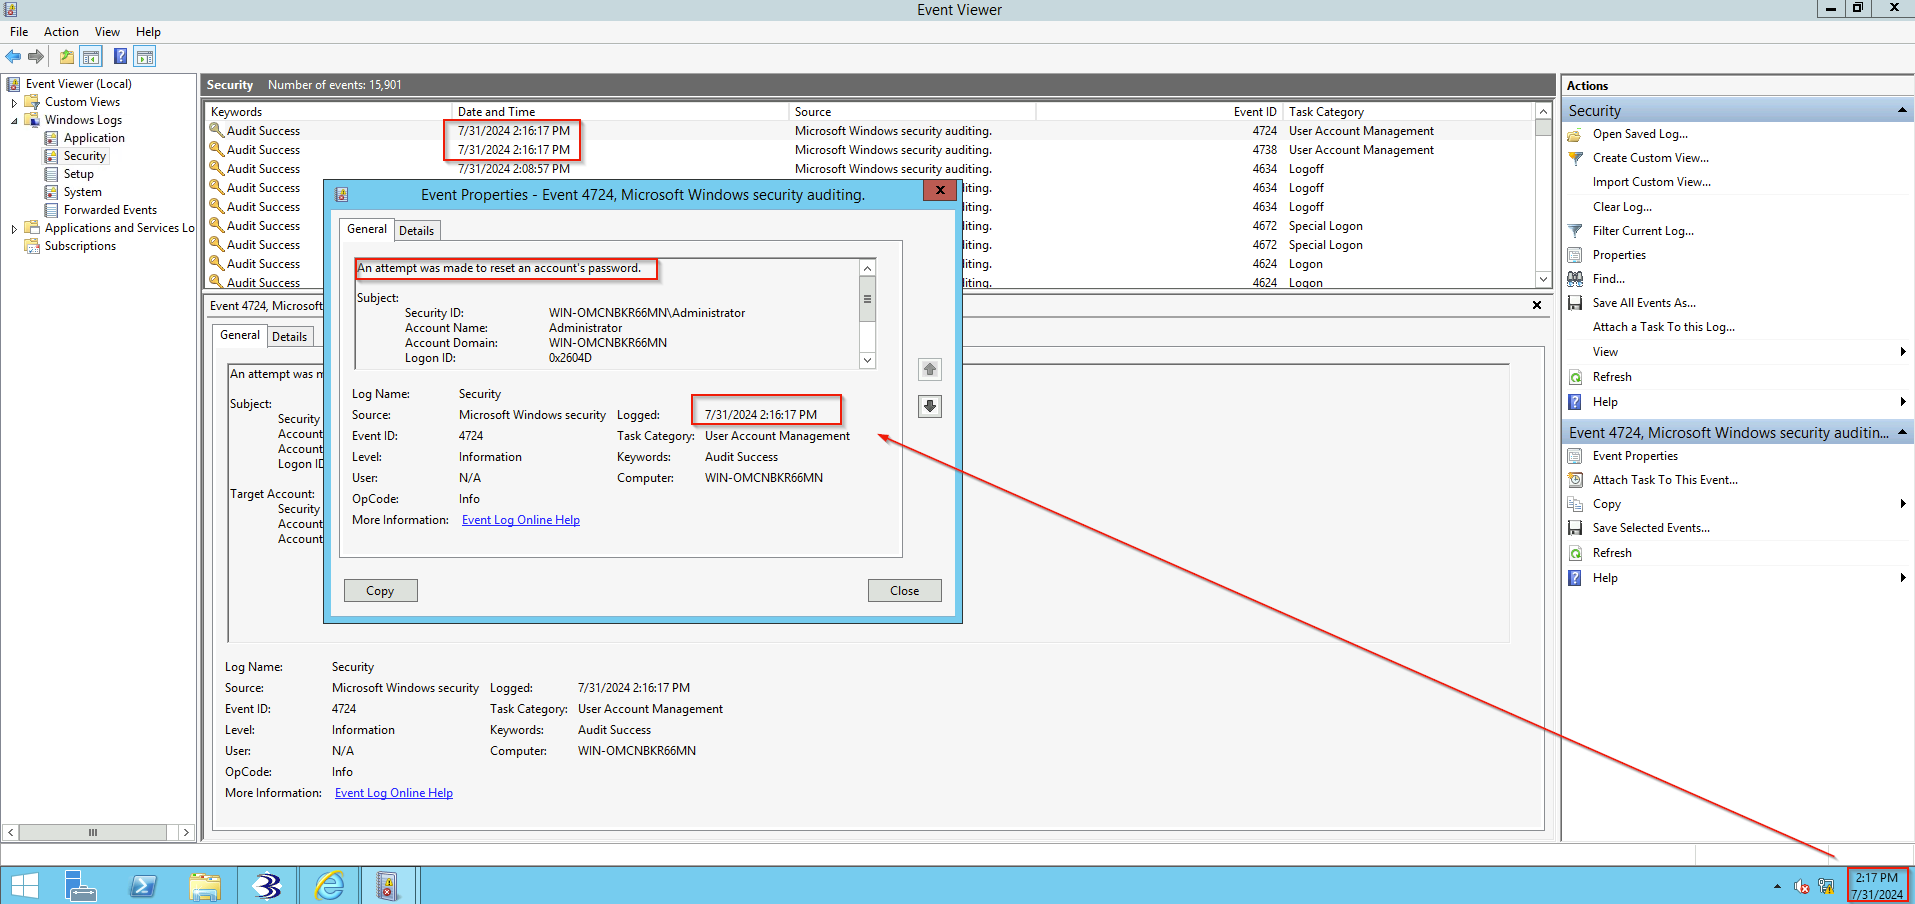 Event Viewer
File Action View Help
Event Viewer (Local)
Custom Views
Windows Logs
Application
Security
Setup
System
Forwarded Events
Applications and Services Lo
Subscriptions
Security Number of events: 15,901
Keywords Date and Time Source Event ID Task Category
Audit Success 7/31/2024 2:16:17 PM Microsoft Windows security auditing. 4724 User Account Management
Audit Success 7/31/2024 2:16:17 PM Microsoft Windows security auditing. 4738 User Account Management
Audit Success 7/31/2024 2:08:57 PM Microsoft Windows security auditing. 4634 Logoff
Audit Success diting. 4634 Logoff
Audit Success diting. 4634 Logoff
Audit Success diting. 4672 Special Logon
Audit Success diting. 4672 Special Logon
Audit Success diting. 4624 Logon
Audit Success diting. 4624 Logon
Event 4724, Microsoft
General Details
An attempt was m
Subject:
Security
Account
Account
Logon ID
Target Account:
Security
Account
Account
Log Name: Security
Source: Microsoft Windows security Logged: 7/31/2024 2:16:17 PM
Event ID: 4724 Task Category: User Account Management
Level: Information Keywords: Audit Success
User: N/A Computer: WIN-OMCNBKR66MN
OpCode: Info
More Information: Event Log Online Help
Event Properties - Event 4724, Microsoft Windows security auditing.
General Details
An attempt was made to reset an account's password.
Subject:
Security ID: WIN-OMCNBKR66MN\Administrator
Account Name: Administrator
Account Domain: WIN-OMCNBKR66MN
Logon ID: 0x2604D
Log Name: Security
Source: Microsoft Windows security Logged: 7/31/2024 2:16:17 PM
Event ID: 4724 Task Category: User Account Management
Level: Information Keywords: Audit Success
User: N/A Computer: WIN-OMCNBKR66MN
OpCode: Info
More Information: Event Log Online Help
Copy Close
Actions
Security
Open Saved Log...
Create Custom View...
Import Custom View...
Clear Log...
Filter Current Log...
Properties
Find...
Save All Events As...
Attach a Task To this Log...
View
Refresh
Help
Event 4724, Microsoft Windows security auditin...
Event Properties
Attach Task To This Event...
Copy
Save Selected Events...
Refresh
Help
2:17 PM
7/31/2024